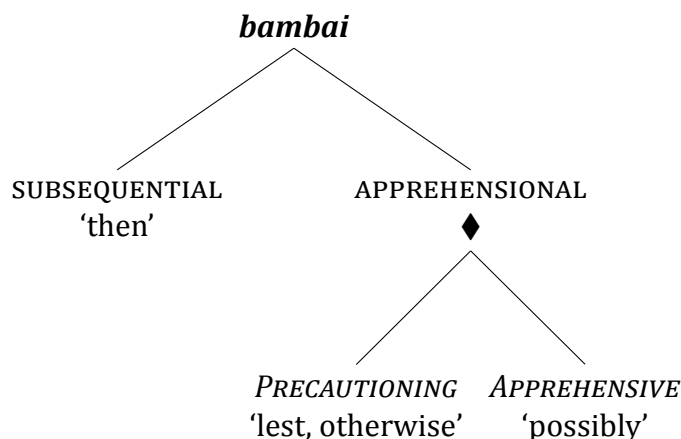 bambai
SUBSEQUENTIAL APPREHENSIONAL
‘then’ ♦
PRECAUTIONING APPREHENSIVE
‘lest, otherwise’ ‘possibly’